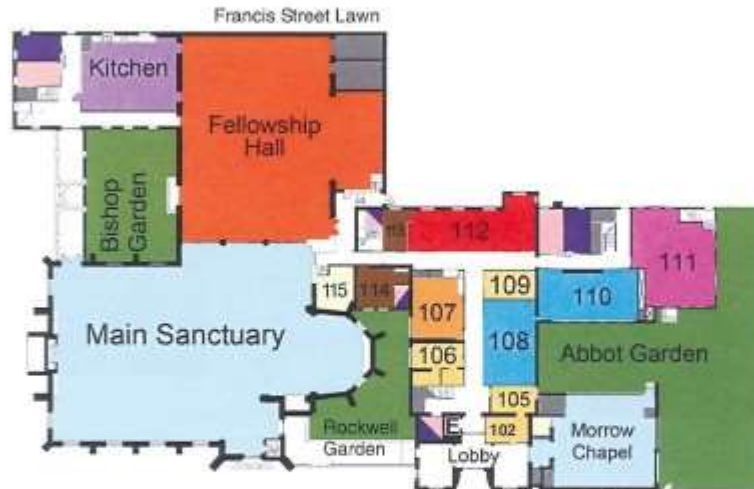 Francis Street Lawn
Kitchen
Fellowship
Hall
Bishop
Garden
113
112
111
115
114
107
109
110
Main Sanctuary
106
108
Abbot Garden
105
Rockwell
Garden
E
102
Lobby
Morrow
Chapel